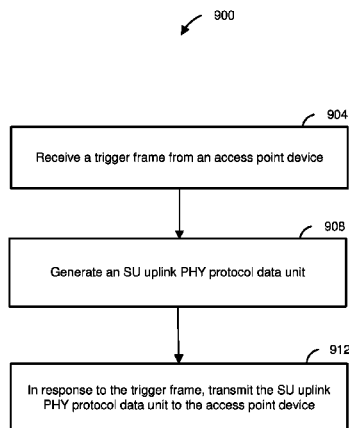 900
904
Receive a trigger frame from an access point device
908
Generate an SU uplink PHY protocol data unit
912
In response to the trigger frame, transmit the SU uplink
PHY protocol data unit to the access point device